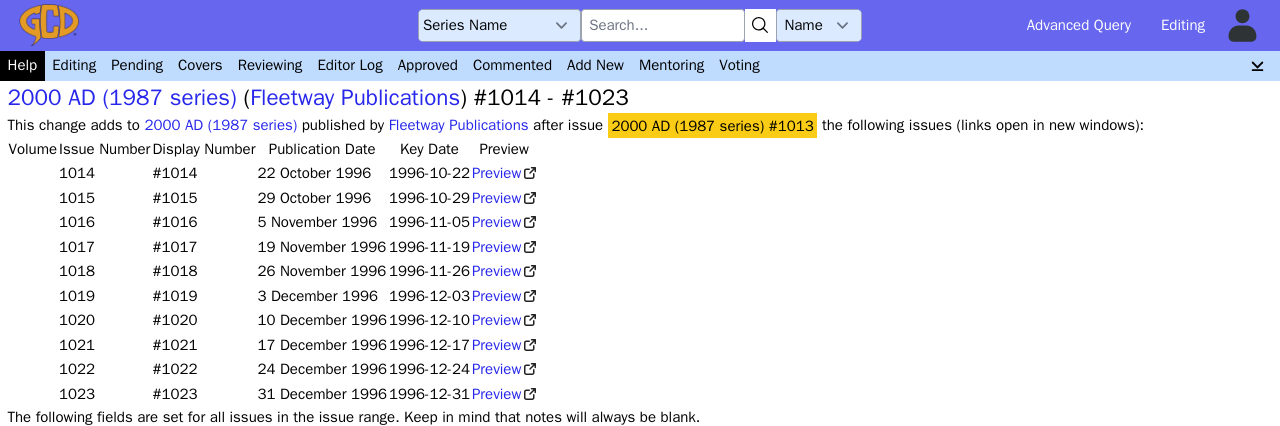 GCD Series Name Search... Name Advanced Query Editing
Help Editing Pending Covers Reviewing Editor Log Approved Commented Add New Mentoring Voting
2000 AD (1987 series) (Fleetway Publications) #1014 - #1023
This change adds to 2000 AD (1987 series) published by Fleetway Publications after issue 2000 AD (1987 series) #1013 the following issues (links open in new windows):
Volume Issue Number Display Number Publication Date Key Date Preview
1014 #1014 22 October 1996 1996-10-22 Preview
1015 #1015 29 October 1996 1996-10-29 Preview
1016 #1016 5 November 1996 1996-11-05 Preview
1017 #1017 19 November 1996 1996-11-19 Preview
1018 #1018 26 November 1996 1996-11-26 Preview
1019 #1019 3 December 1996 1996-12-03 Preview
1020 #1020 10 December 1996 1996-12-10 Preview
1021 #1021 17 December 1996 1996-12-17 Preview
1022 #1022 24 December 1996 1996-12-24 Preview
1023 #1023 31 December 1996 1996-12-31 Preview
The following fields are set for all issues in the issue range. Keep in mind that notes will always be blank.